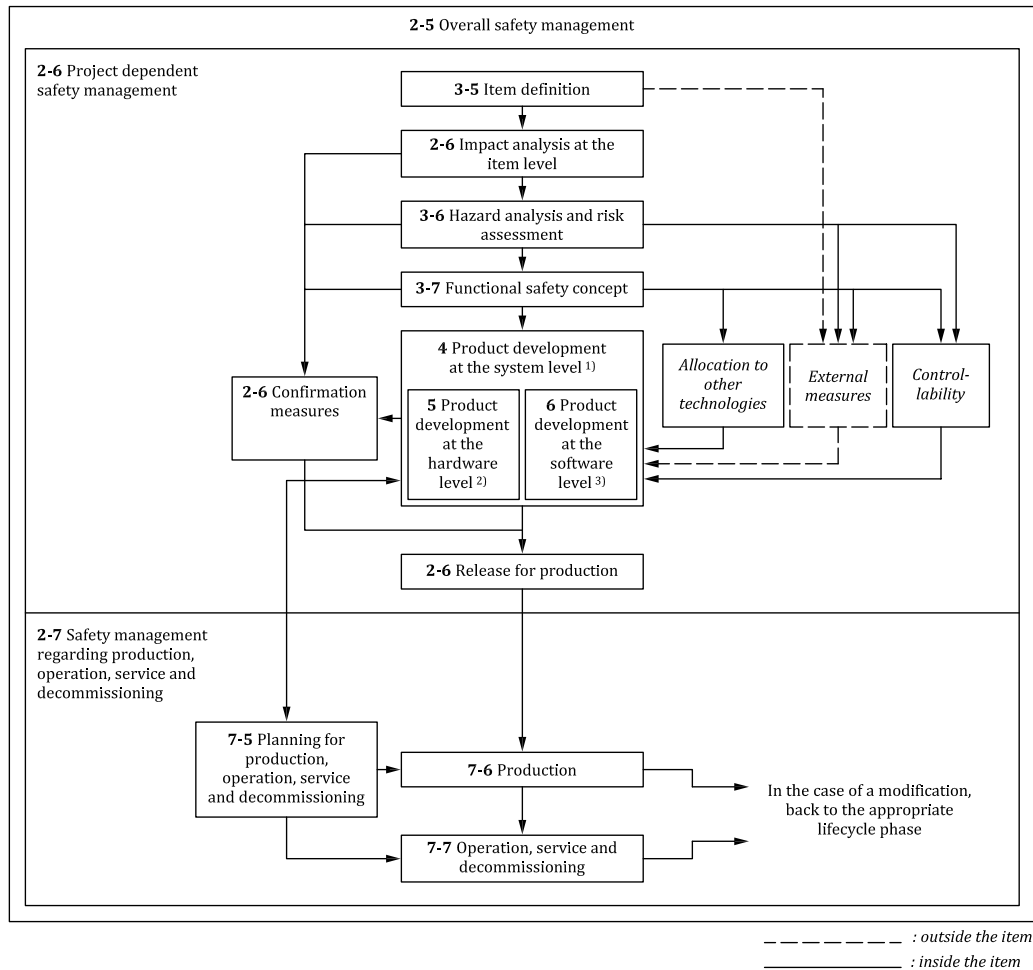 2-5 Overall safety management
2-6 Project dependent
safety management
3-5 Item definition
2-6 Impact analysis at the
item level
3-6 Hazard analysis and risk
assessment
3-7 Functional safety concept
4 Product development
at the system level 1)
Allocation to
other
technologies
External
measures
Control-
lability
2-6 Confirmation
measures
5 Product
development
at the
hardware
level 2)
6 Product
development
at the
software
level 3)
2-6 Release for production
2-7 Safety management
regarding production,
operation, service and
decommissioning
7-5 Planning for
production,
operation, service
and decommissioning
7-6 Production
7-7 Operation, service and
decommissioning
In the case of a modification,
back to the appropriate
lifecycle phase
: outside the item
: inside the item